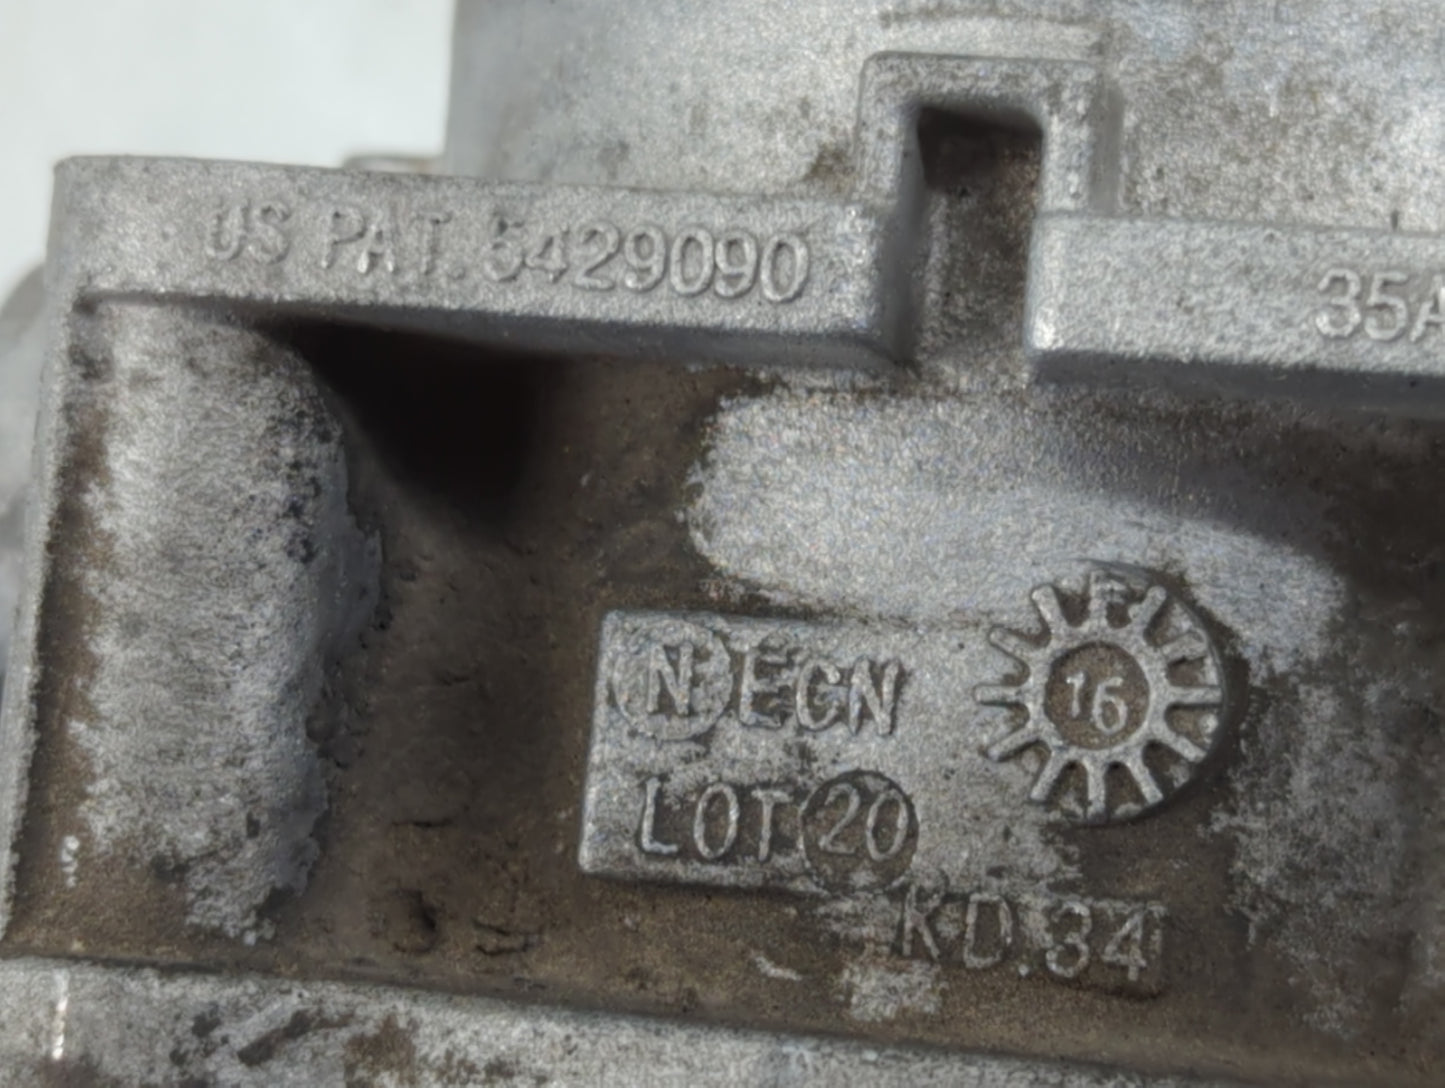 US PAT. 5429090
35A
N ECN
16
LOT 20
KD.34